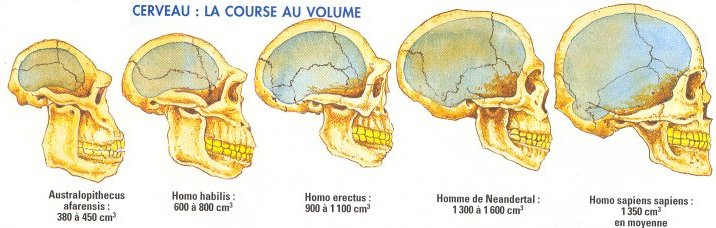 CERVEAU : LA COURSE AU VOLUME
Australopithecus
afarensis :
380 à 450 cm³
Homo habilis :
600 à 800 cm³
Homo erectus :
900 à 1 100 cm³
Homme de Neandertal :
1 300 à 1 600 cm³
Homo sapiens sapiens :
1 350 cm³
en moyenne